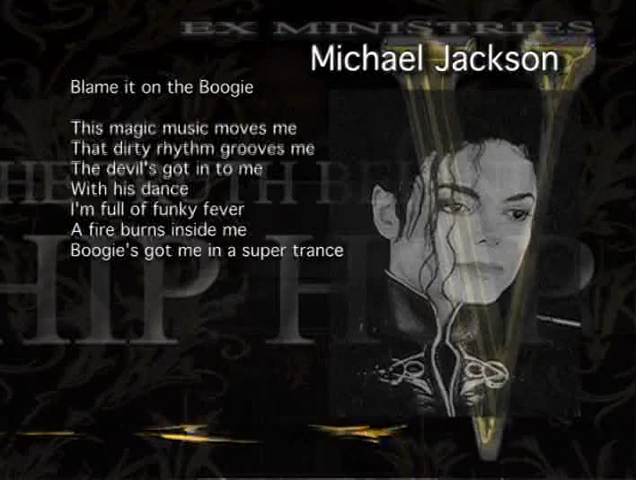 EX MINISTRIES
Michael Jackson
Blame it on the Boogie
This magic music moves me
That dirty rhythm grooves me
The devil's got in to me
With his dance
I'm full of funky fever
A fire burns inside me
Boogie's got me in a super trance
HIP HOP